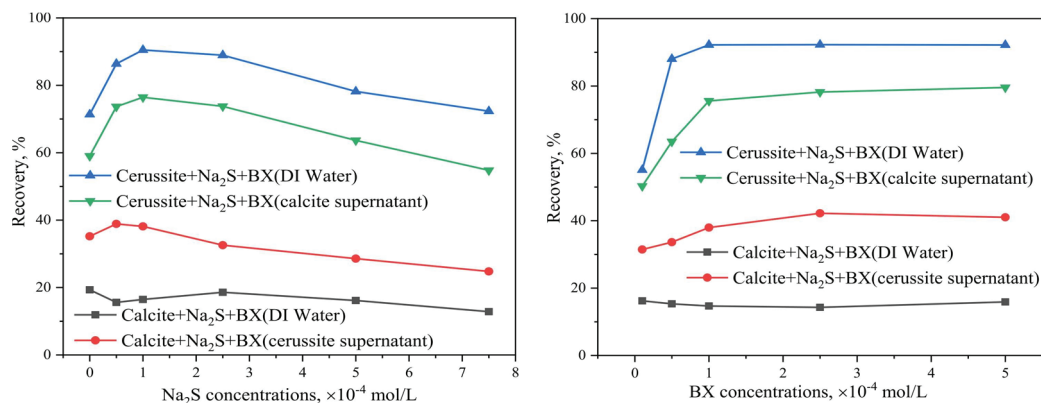 100
80
60
40
20
0
Recovery, %
Cerussite+Na₂S+BX(DI Water)
Cerussite+Na₂S+BX(calcite supernatant)
Calcite+Na₂S+BX(DI Water)
Calcite+Na₂S+BX(cerussite supernatant)
0 1 2 3 4 5 6 7 8
Na₂S concentrations, ×10⁻⁴ mol/L
100
80
60
40
20
0
Recovery, %
Cerussite+Na₂S+BX(DI Water)
Cerussite+Na₂S+BX(calcite supernatant)
Calcite+Na₂S+BX(DI Water)
Calcite+Na₂S+BX(cerussite supernatant)
0 1 2 3 4 5
BX concentrations, ×10⁻⁴ mol/L